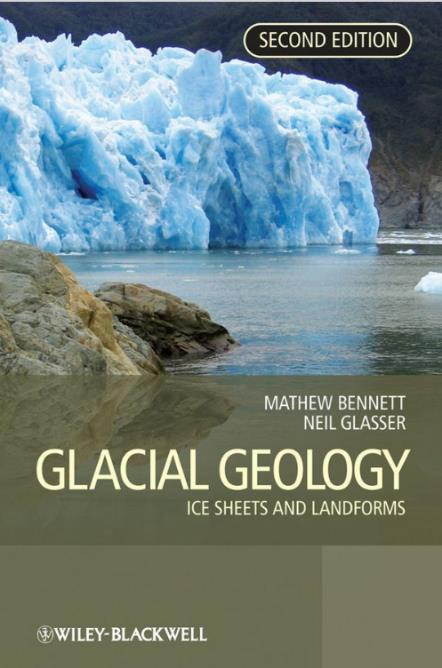 SECOND EDITION
MATHEW BENNETT
NEIL GLASSER
GLACIAL GEOLOGY
ICE SHEETS AND LANDFORMS
WILEY-BLACKWELL